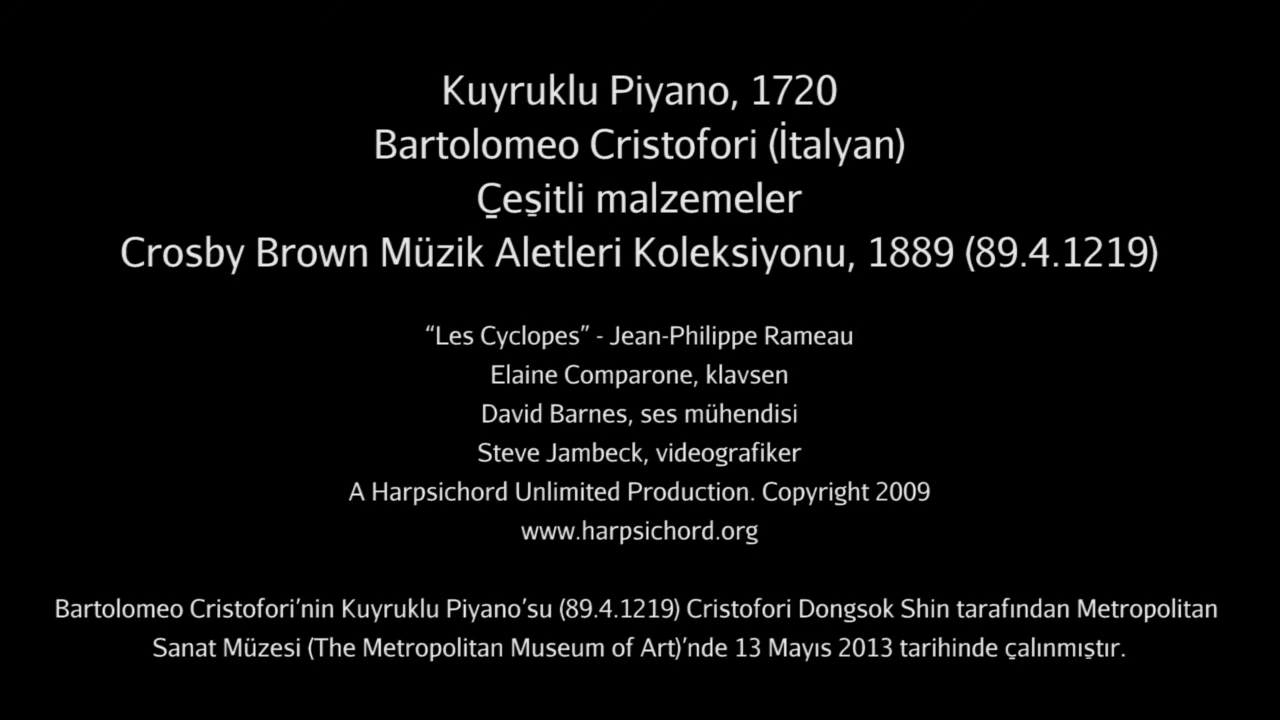 Kuyruklu Piyano, 1720
Bartolomeo Cristofori (İtalyan)
Çeşitli malzemeler
Crosby Brown Müzik Aletleri Koleksiyonu, 1889 (89.4.1219)
“Les Cyclopes” - Jean-Philippe Rameau
Elaine Comparone, klavsen
David Barnes, ses mühendisi
Steve Jambeck, videografiker
A Harpsichord Unlimited Production. Copyright 2009
www.harpsichord.org
Bartolomeo Cristofori’nin Kuyruklu Piyano’su (89.4.1219) Cristofori Dongsok Shin tarafından Metropolitan
Sanat Müzesi (The Metropolitan Museum of Art)’nde 13 Mayıs 2013 tarihinde çalınmıştır.